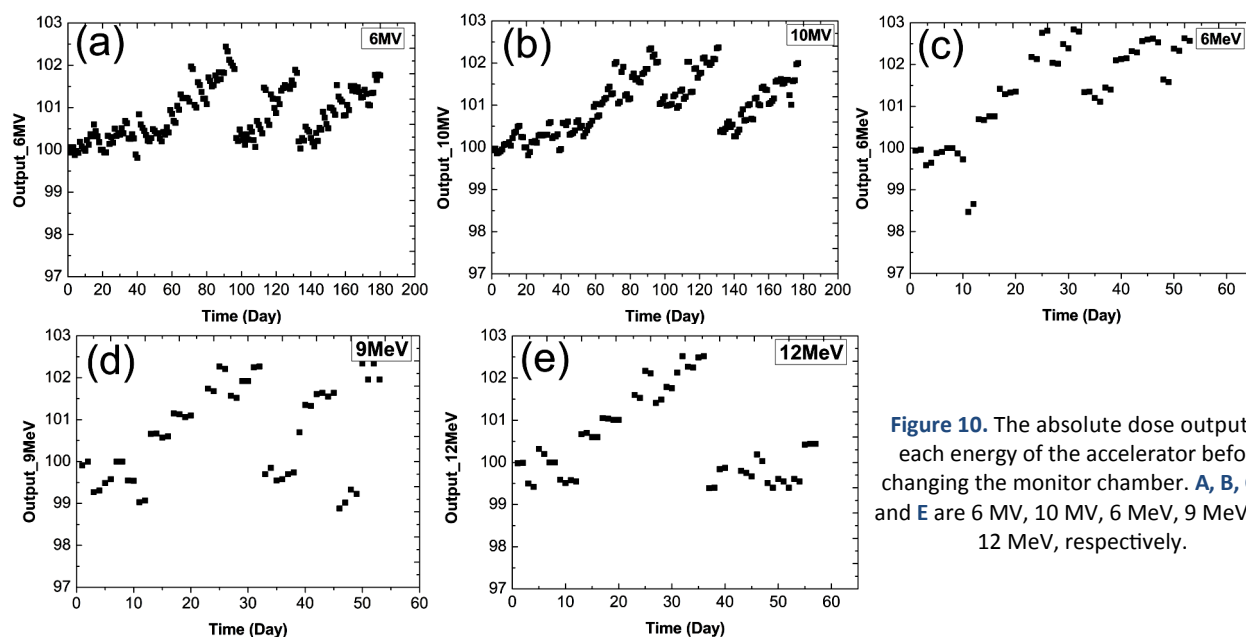 (a)
6MV
Output_6MV
103
102
101
100
99
98
97
0 20 40 60 80 100 120 140 160 180 200
Time (Day)
(b)
10MV
Output_10MV
103
102
101
100
99
98
97
0 20 40 60 80 100 120 140 160 180 200
Time (Day)
(c)
6Me
Output_6MeV
103
102
101
100
99
98
97
0 10 20 30 40 50 60
Time (Day)
(d)
9MeV
Output_9MeV
103
102
101
100
99
98
97
0 10 20 30 40 50 60
Time (Day)
(e)
12MeV
Output_12MeV
103
102
101
100
99
98
97
0 10 20 30 40 50 60
Time (Day)
Figure 10. The absolute dose output
each energy of the accelerator befo
changing the monitor chamber. A, B,
and E are 6 MV, 10 MV, 6 MeV, 9 MeV
12 MeV, respectively.